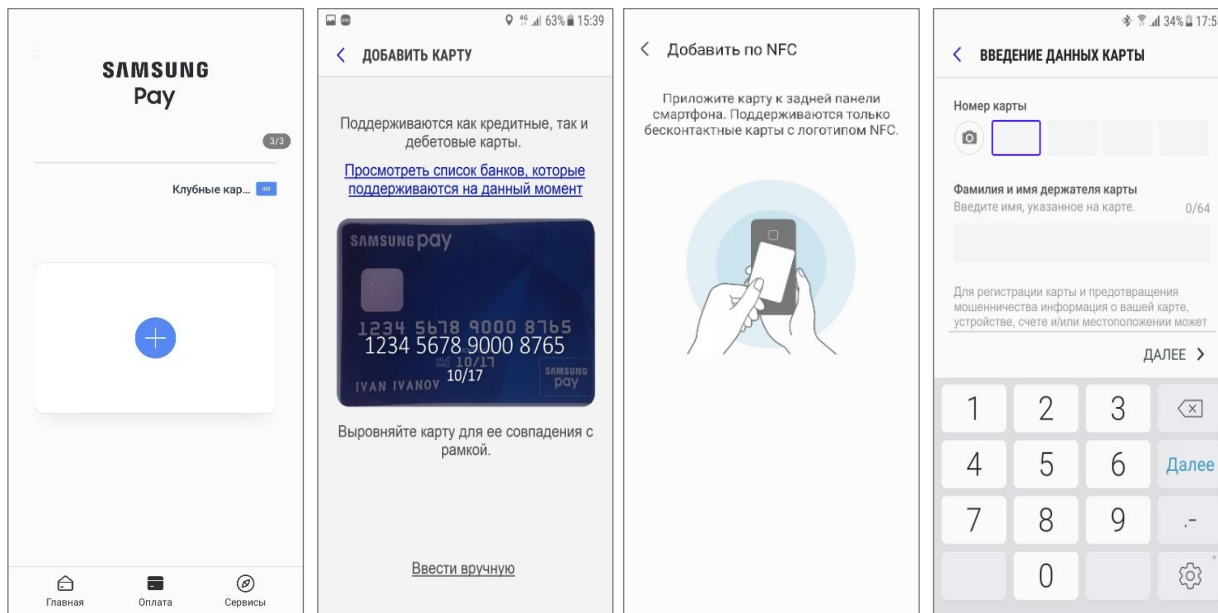 SAMSUNG
Pay
3/3
Клубные кар...
Главная
Оплата
Сервисы
4G 63% 15:39
ДОБАВИТЬ КАРТУ
Поддерживаются как кредитные, так и
дебетовые карты.
Просмотреть список банков, которые
поддерживаются на данный момент
SAMSUNG pay
1234 5678 9000 8765
1234 5678 9000 8765
10/17
10/17
IVAN IVANOV
SAMSUNG
pay
Выровняйте карту для ее совпадения с
рамкой.
Ввести вручную
Добавить по NFC
Приложите карту к задней панели
смартфона. Поддерживаются только
бесконтактные карты с логотипом NFC.
34% 17:5
ВВЕДЕНИЕ ДАННЫХ КАРТЫ
Номер карты
Фамилия и имя держателя карты
Введите имя, указанное на карте. 0/64
Для регистрации карты и предотвращения
мошенничества информация о вашей карте,
устройстве, счете и/или местоположении может
ДАЛЕЕ
1 2 3
4 5 6 Далее
7 8 9 .-
0